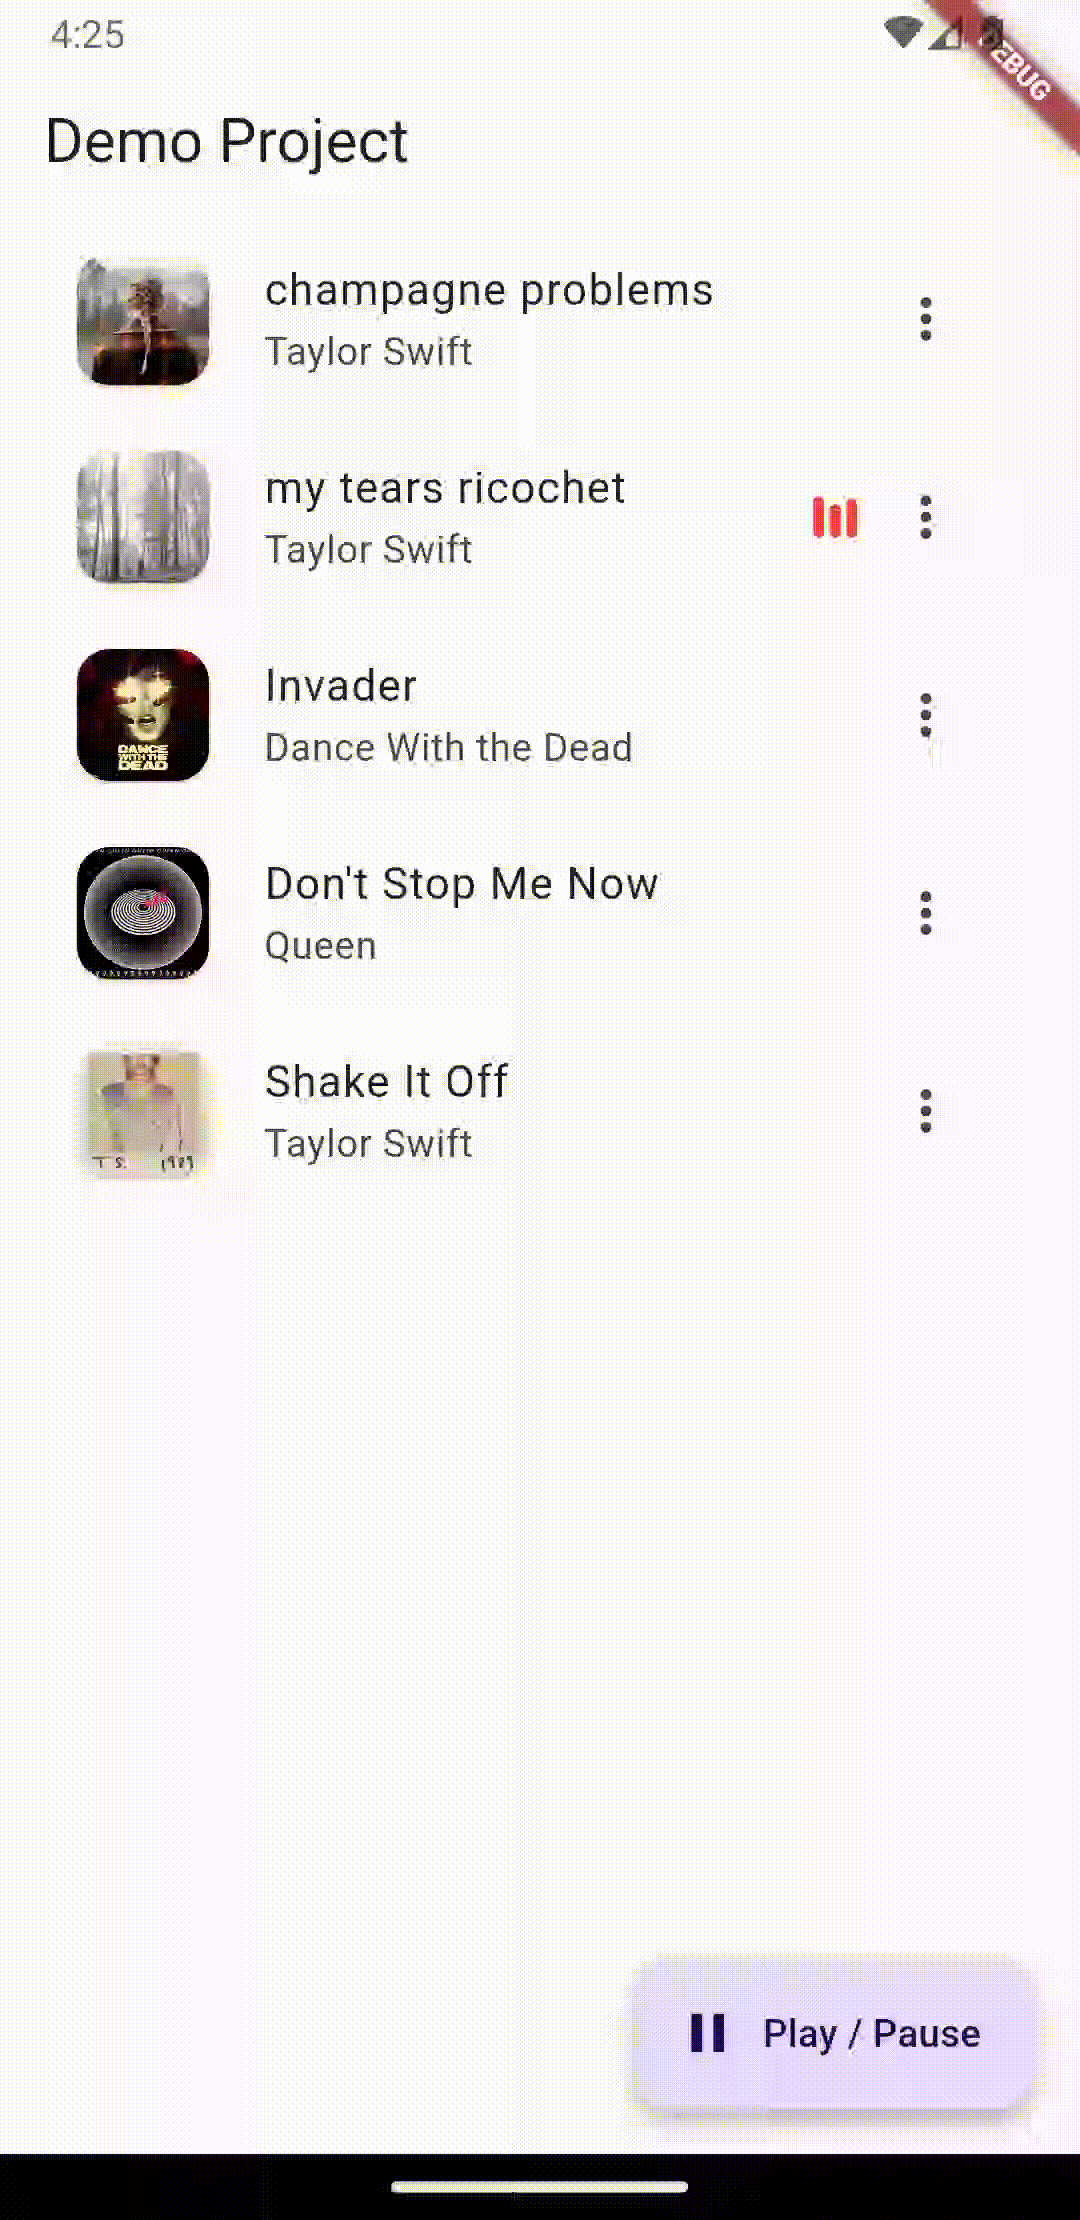 4:25
DEBUG
Demo Project
champagne problems
Taylor Swift
my tears ricochet
Taylor Swift
Invader
Dance With the Dead
DANCE
WITH THE
DEAD
Don't Stop Me Now
Queen
Shake It Off
Taylor Swift
T. S. 1989
Play / Pause